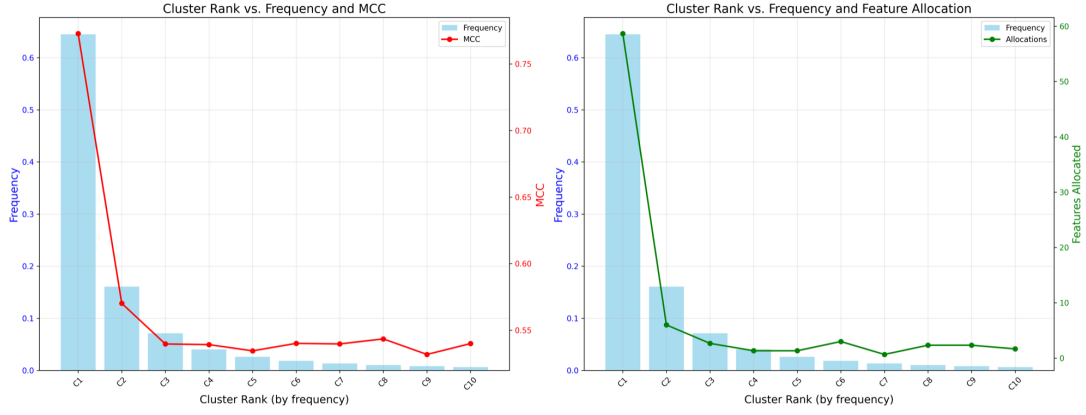 Cluster Rank vs. Frequency and MCC
Frequency
MCC
0.6
0.5
0.4
0.3
0.2
0.1
0.0
Frequency
0.75
0.70
0.65
0.60
0.55
MCC
C1 C2 C3 C4 C5 C6 C7 C8 C9 C10
Cluster Rank (by frequency)
Cluster Rank vs. Frequency and Feature Allocation
Frequency
Allocations
0.6
0.5
0.4
0.3
0.2
0.1
0.0
Frequency
60
50
40
30
20
10
0
Features Allocated
C1 C2 C3 C4 C5 C6 C7 C8 C9 C10
Cluster Rank (by frequency)